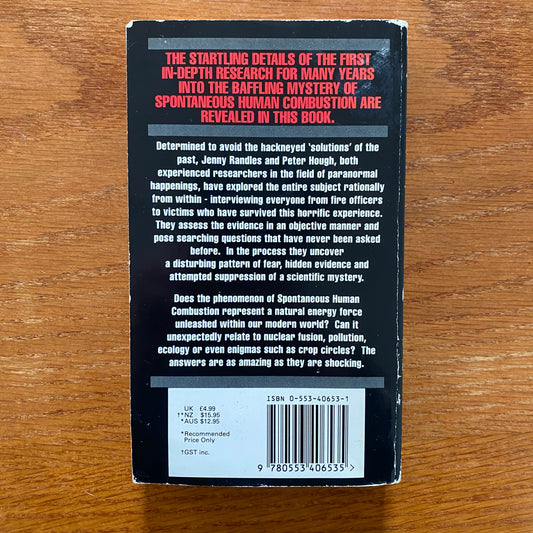 THE STARTLING DETAILS OF THE FIRST
IN-DEPTH RESEARCH FOR MANY YEARS
INTO THE BAFFLING MYSTERY OF
SPONTANEOUS HUMAN COMBUSTION ARE
REVEALED IN THIS BOOK.
Determined to avoid the hackneyed 'solutions' of the
past, Jenny Randles and Peter Hough, both
experienced researchers in the field of paranormal
happenings, have explored the entire subject rationally
from within - interviewing everyone from fire officers
to victims who have survived this horrific experience.
They assess the evidence in an objective manner and
pose searching questions that have never been asked
before. In the process they uncover
a disturbing pattern of fear, hidden evidence and
attempted suppression of a scientific mystery.
Does the phenomenon of Spontaneous Human
Combustion represent a natural energy force
unleashed within our modern world? Can it
unexpectedly relate to nuclear fusion, pollution,
ecology or even enigmas such as crop circles? The
answers are as amazing as they are shocking.
UK £4.99
†*NZ $15.95
*AUS $12.95
*Recommended
Price Only
†GST inc.
ISBN 0-553-40653-1
9 780553 406535>